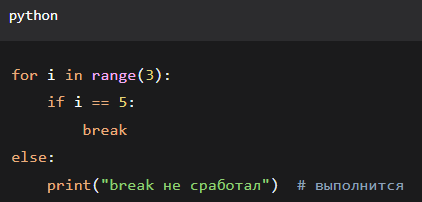 python
for i in range(3):
    if i == 5:
        break
else:
    print("break не сработал")  # выполнится